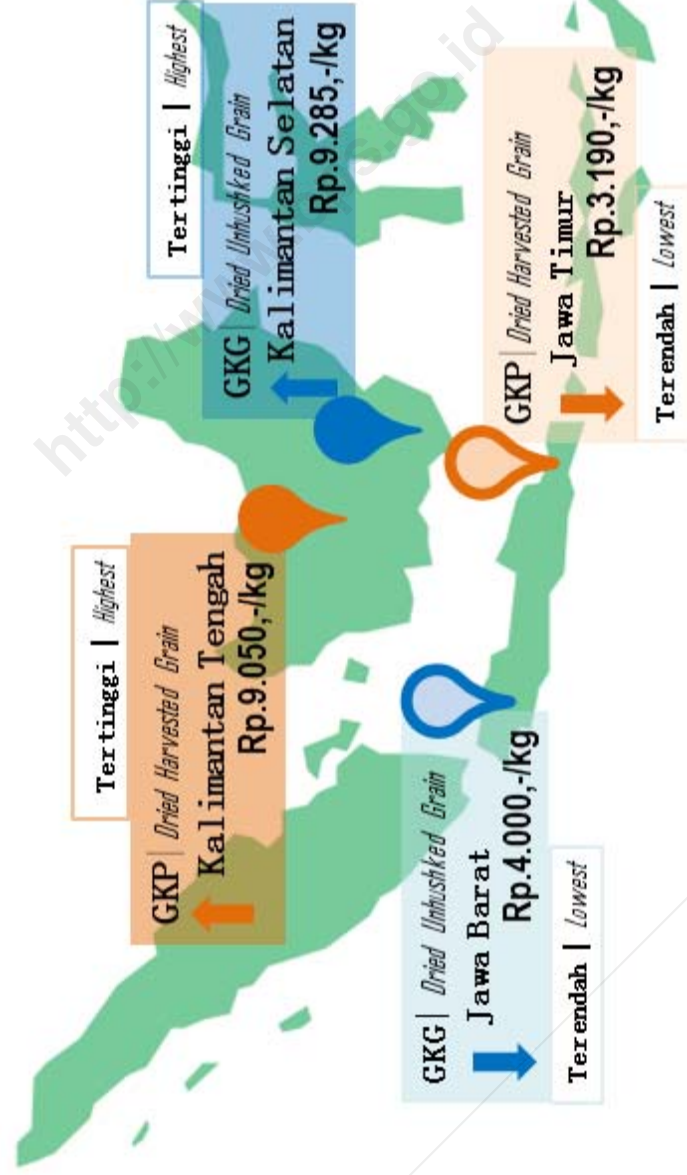 Tertinggi | Highest
GKP | Dried Harvested Grain
Kalimantan Tengah
Rp.9.050,-/kg
Tertinggi | Highest
GKG | Dried Unhushked Grain
Kalimantan Selatan
Rp.9.285,-/kg
GKG | Dried Unhushked Grain
Jawa Barat
Rp.4.000,-/kg
Terendah | Lowest
GKP | Dried Harvested Grain
Jawa Timur
Rp.3.190,-/kg
Terendah | Lowest